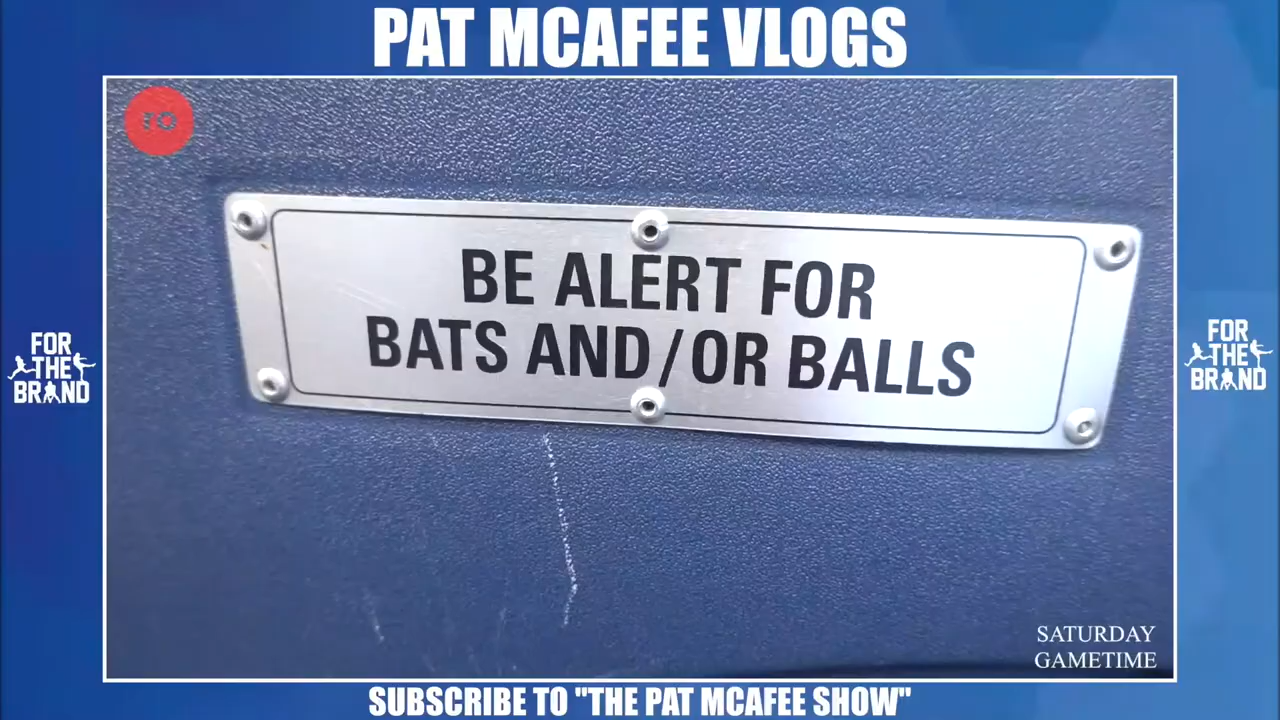 PAT MCAFEE VLOGS
TO
BE ALERT FOR
BATS AND/OR BALLS
FOR
THE
BRAND
FOR
THE
BRAND
SATURDAY
GAMETIME
SUBSCRIBE TO "THE PAT MCAFEE SHOW"